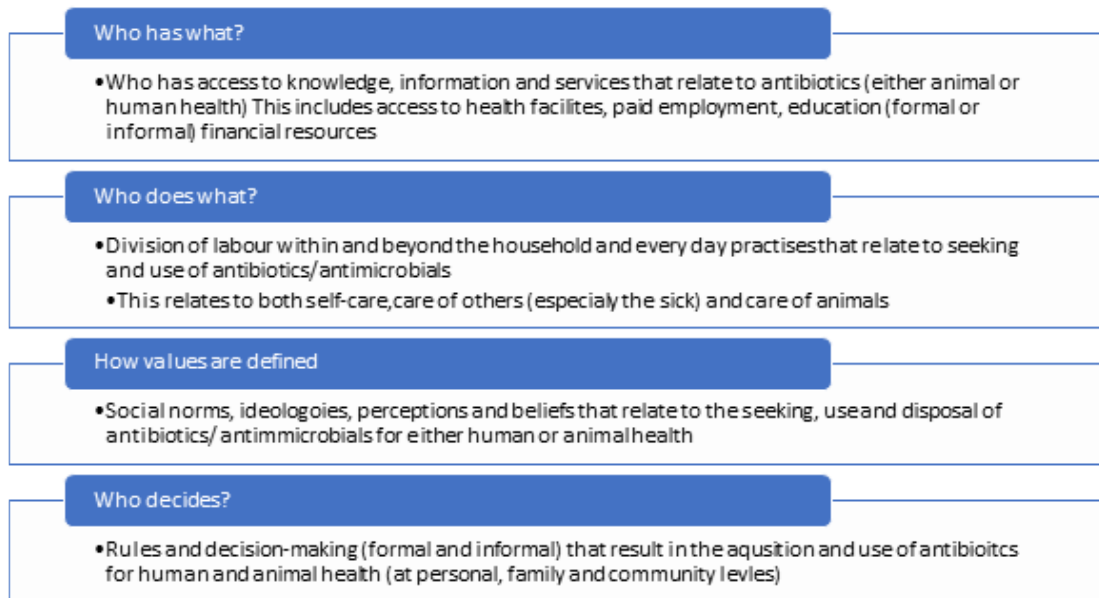 Who has what?
•Who has access to knowledge, information and services that relate to antibiotics (either animal or
human health) This includes access to health facilites, paid employment, education (formal or
informal) financial resources
Who does what?
•Division of labour within and beyond the household and every day practises that relate to seeking
and use of antibiotics/antimicrobials
•This relates to both self-care,care of others (especialy the sick) and care of animals
How values are defined
•Social norms, ideologoies, perceptions and beliefs that relate to the seeking, use and disposal of
antibiotics/ antimmicrobials for either human or animal health
Who decides?
•Rules and decision-making (formal and informal) that result in the aqusition and use of antibioitcs
for human and animal health (at personal, family and community levles)